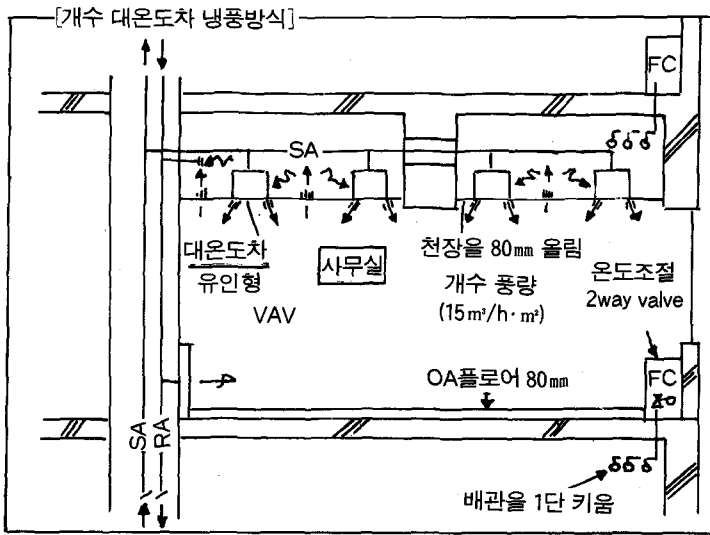 [개수 대온도차 냉풍방식]
FC
SA
대온도차
유인형
VAV
사무실
천장을 80㎜ 올림
개수 풍량
(15㎥/h·㎡)
온도조절
2way valve
OA플로어 80㎜
FC
SA
RA
배관을 1단 키움